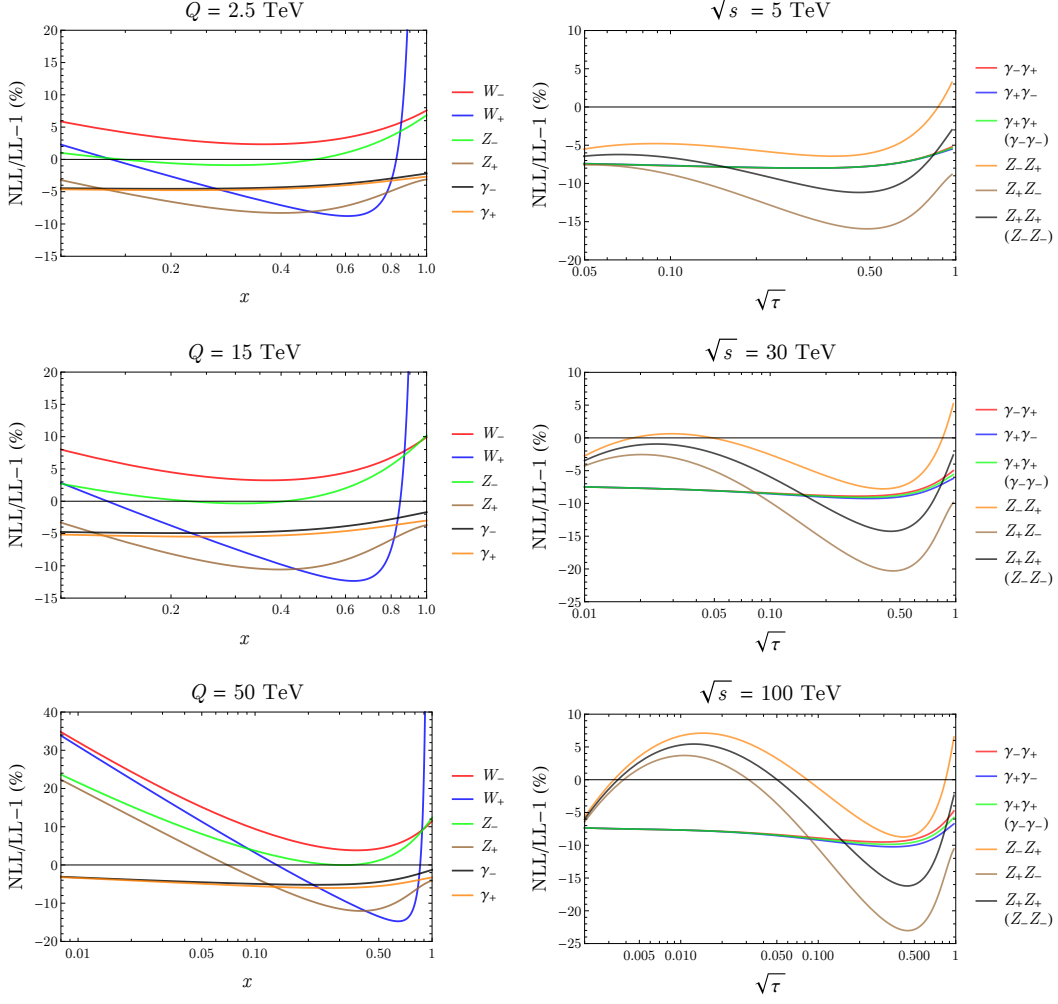 Q = 2.5 TeV
NLL/LL−1 (%)
20
15
10
5
0
−5
−10
−15
0.2
0.4
0.6
0.8
1.0
x
W₋
W₊
Z₋
Z₊
γ₋
γ₊
√s = 5 TeV
NLL/LL−1 (%)
10
5
0
−5
−10
−15
−20
0.05
0.10
0.50
1
√τ
γ₋γ₊
γ₊γ₋
γ₊γ₊
(γ₋γ₋)
Z₋Z₊
Z₊Z₋
Z₊Z₊
(Z₋Z₋)
Q = 15 TeV
NLL/LL−1 (%)
20
15
10
5
0
−5
−10
−15
0.2
0.4
0.6
0.8
1.0
x
W₋
W₊
Z₋
Z₊
γ₋
γ₊
√s = 30 TeV
NLL/LL−1 (%)
10
5
0
−5
−10
−15
−20
−25
0.01
0.05
0.10
0.50
1
√τ
γ₋γ₊
γ₊γ₋
γ₊γ₊
(γ₋γ₋)
Z₋Z₊
Z₊Z₋
Z₊Z₊
(Z₋Z₋)
Q = 50 TeV
NLL/LL−1 (%)
40
30
20
10
0
−10
−20
0.01
0.05
0.10
0.50
1
x
W₋
W₊
Z₋
Z₊
γ₋
γ₊
√s = 100 TeV
NLL/LL−1 (%)
10
5
0
−5
−10
−15
−20
−25
0.005
0.010
0.050
0.100
0.500
1
√τ
γ₋γ₊
γ₊γ₋
γ₊γ₊
(γ₋γ₋)
Z₋Z₊
Z₊Z₋
Z₊Z₊
(Z₋Z₋)